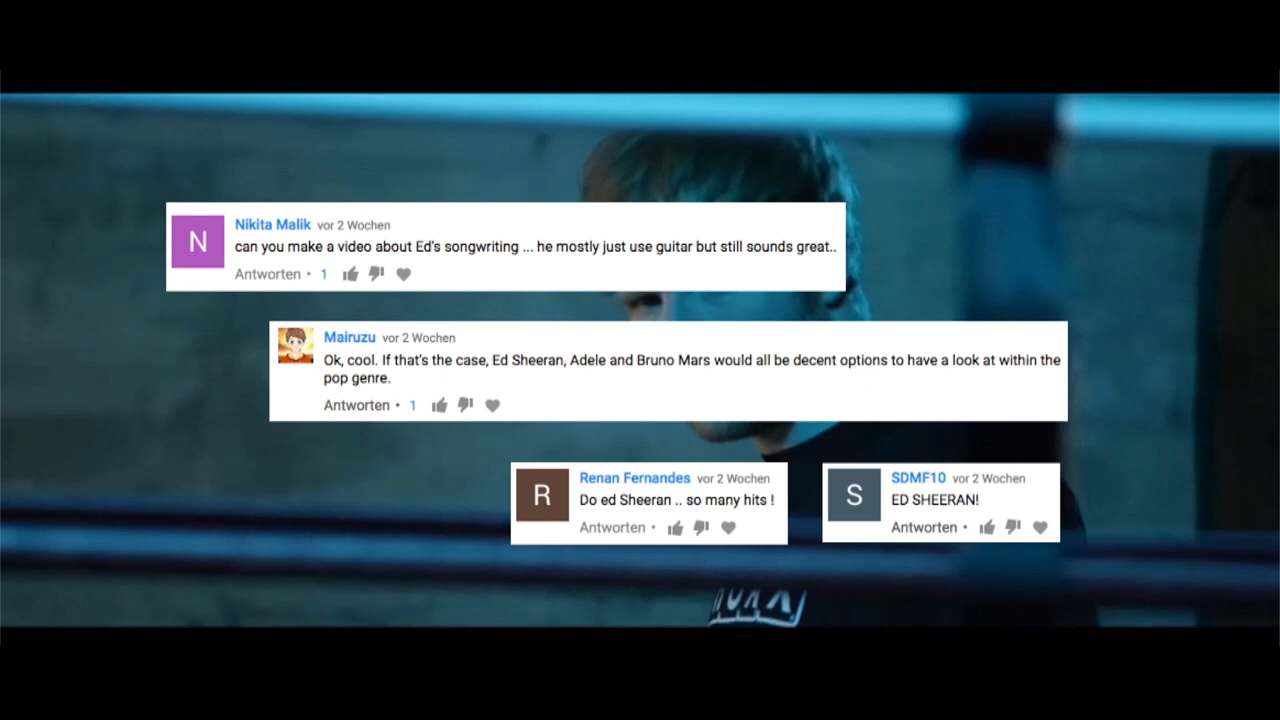 N
Nikita Malik vor 2 Wochen
can you make a video about Ed's songwriting ... he mostly just use guitar but still sounds great..
Antworten • 1
Mairuzu vor 2 Wochen
Ok, cool. If that's the case, Ed Sheeran, Adele and Bruno Mars would all be decent options to have a look at within the
pop genre.
Antworten • 1
R
Renan Fernandes vor 2 Wochen
Do ed Sheeran .. so many hits !
Antworten •
S
SDMF10 vor 2 Wochen
ED SHEERAN!
Antworten •